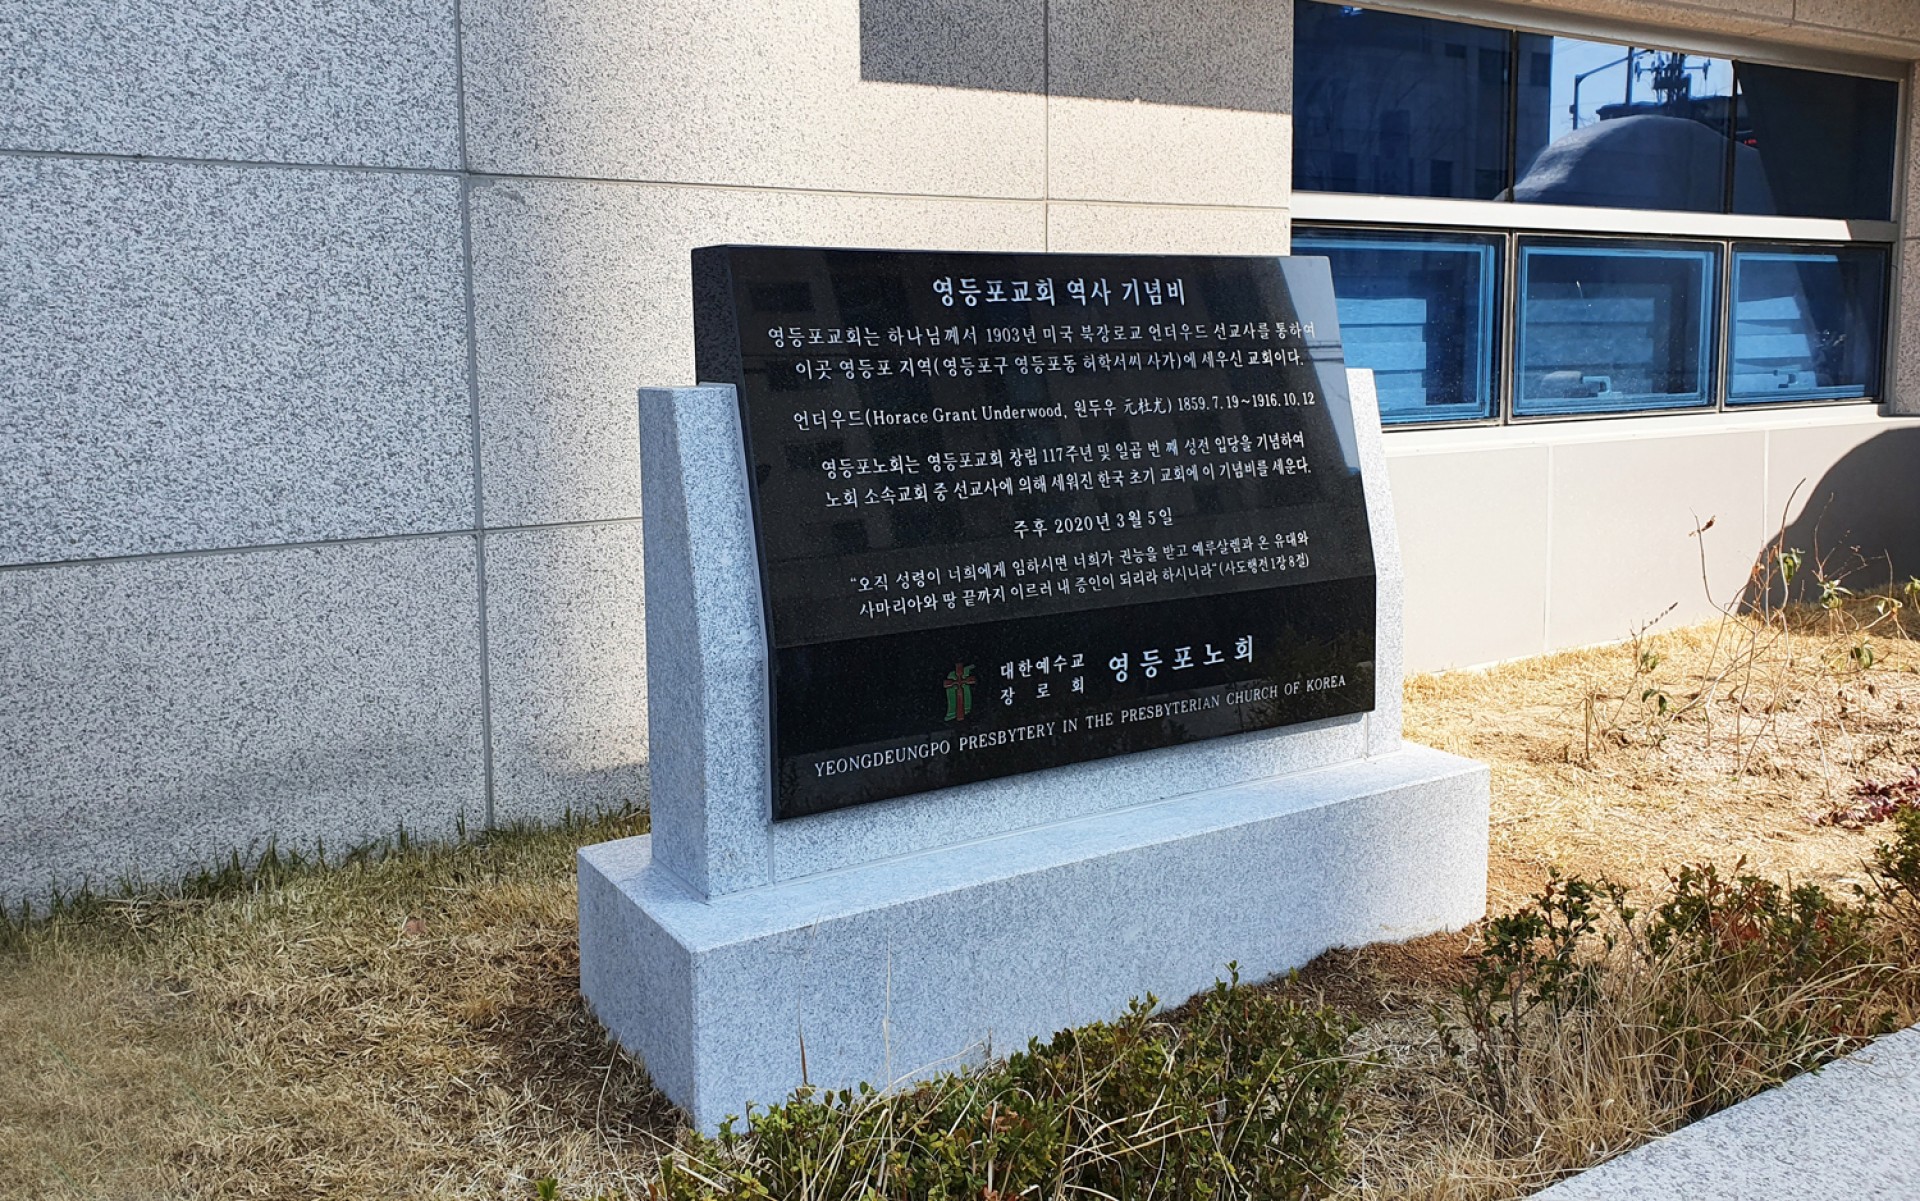 영등포교회 역사 기념비
영등포교회는 하나님께서 1903년 미국 북장로교 언더우드 선교사를 통하여
이곳 영등포 지역(영등포구 영등포동 허학서씨 사가)에 세우신 교회이다.
언더우드(Horace Grant Underwood, 원두우 元杜尤) 1859. 7. 19~1916. 10. 12
영등포노회는 영등포교회 창립 117주년 및 일곱 번 째 성전 입당을 기념하여
노회 소속교회 중 선교사에 의해 세워진 한국 초기 교회에 이 기념비를 세운다.
주후 2020년 3월 5일
“오직 성령이 너희에게 임하시면 너희가 권능을 받고 예루살렘과 온 유대와
사마리아와 땅 끝까지 이르러 내 증인이 되리라 하시니라“(사도행전 1장 8절)
대한예수교
장로회
영등포노회
YEONGDEUNGPO PRESBYTERY IN THE PRESBYTERIAN CHURCH OF KOREA